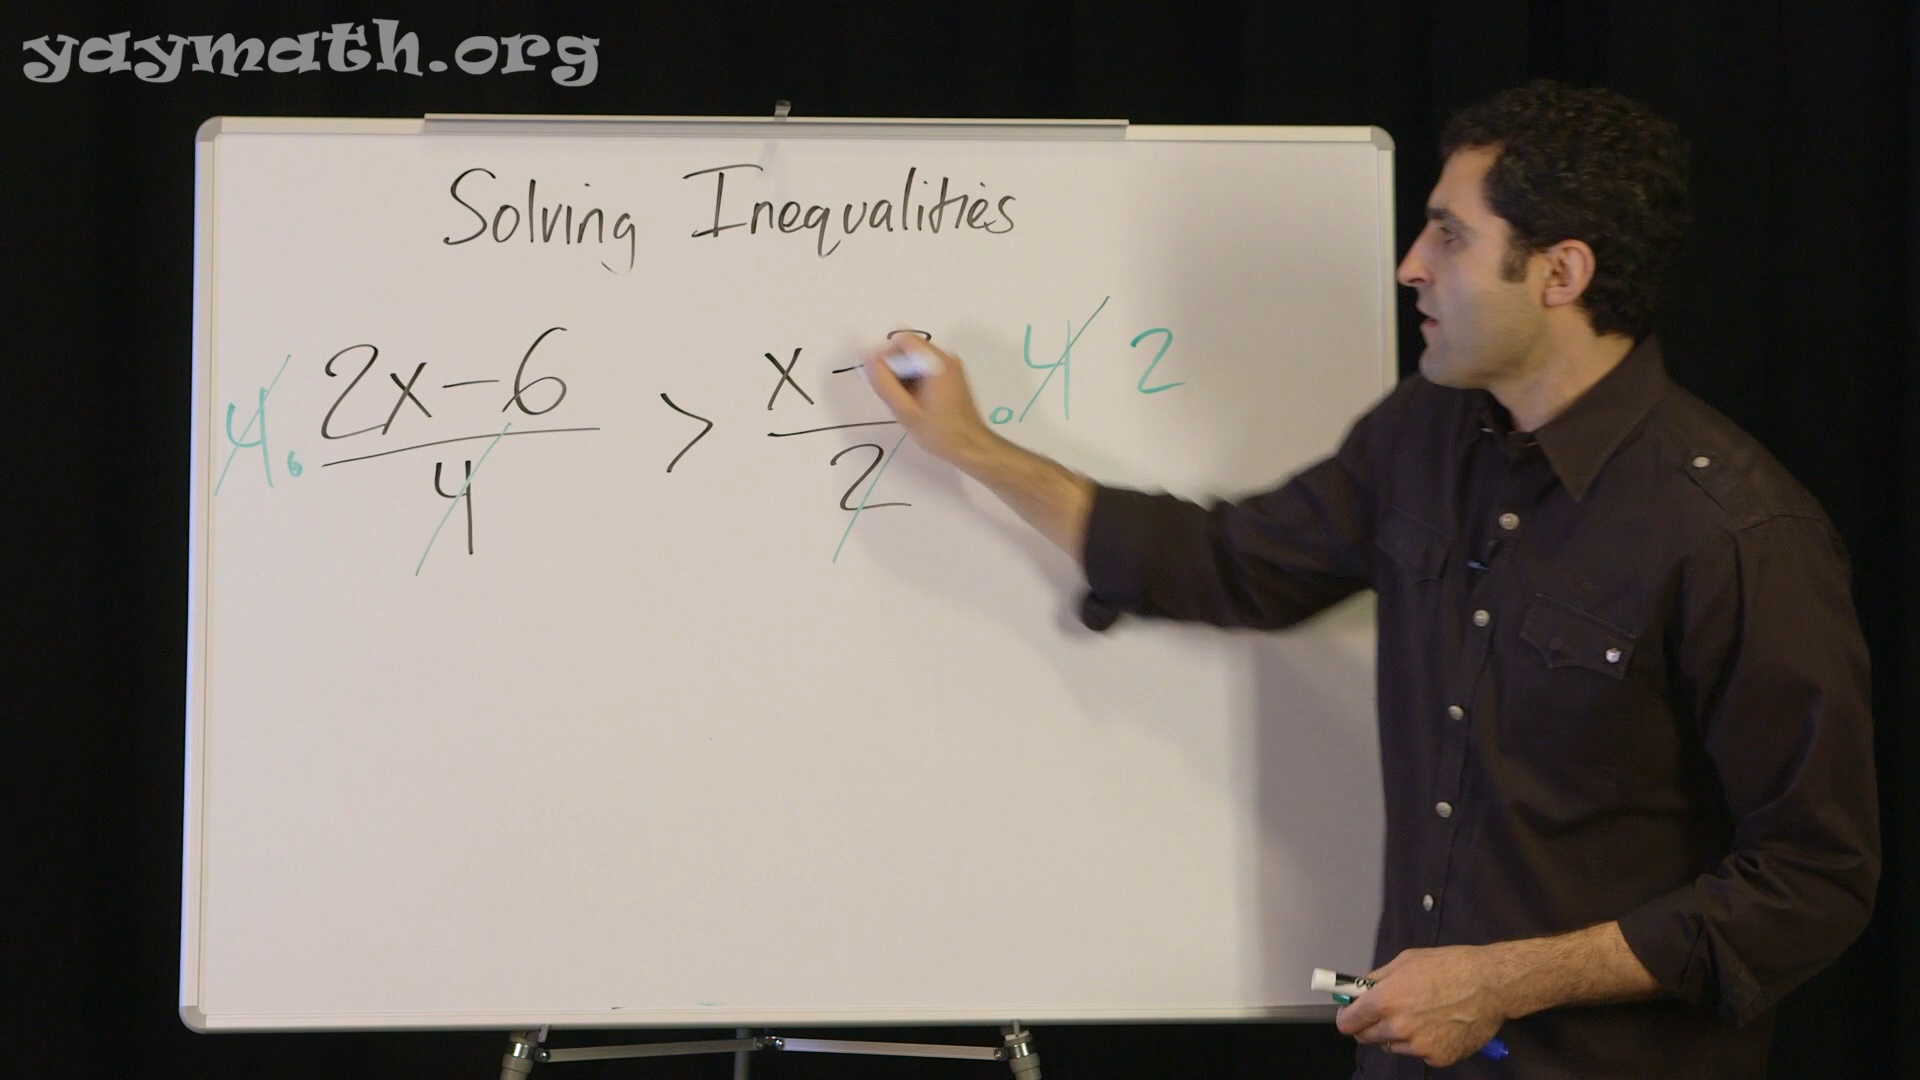 yaymath.org
Solving Inequalities
4 · 2x - 6 > x - · 4 2
4 2